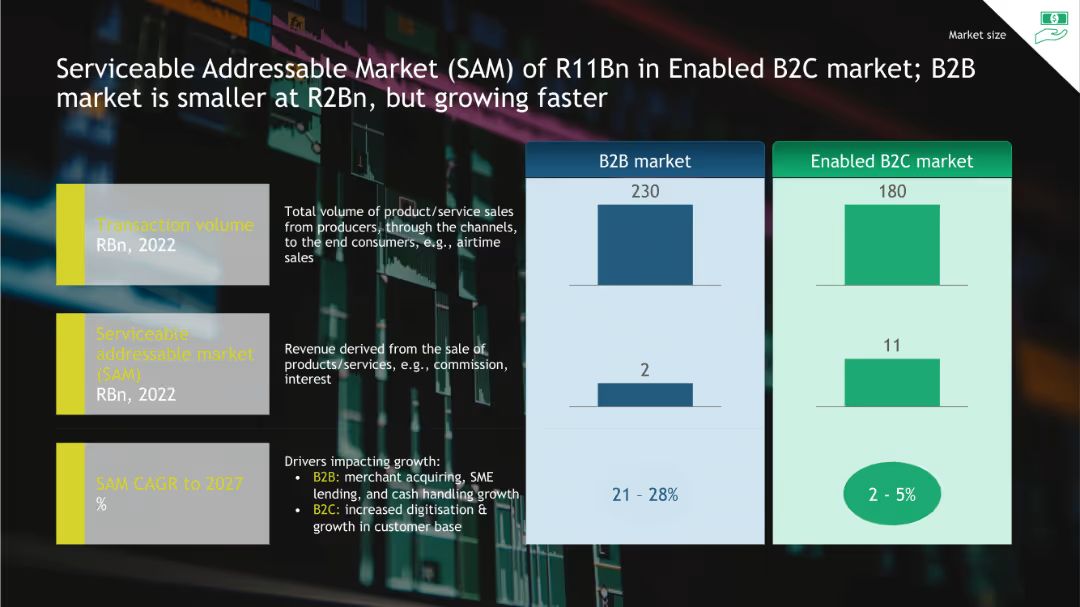 Market size
Serviceable Addressable Market (SAM) of R11Bn in Enabled B2C market; B2B
market is smaller at R2Bn, but growing faster
B2B market
Enabled B2C market
Transaction volume
RBn, 2022
Total volume of product/service sales
from producers, through the channels,
to the end consumers, e.g., airtime
sales
230
180
Serviceable
addressable market
(SAM)
RBn, 2022
Revenue derived from the sale of
products/services, e.g., commission,
interest
2
11
SAM CAGR to 2027
%
Drivers impacting growth:
• B2B: merchant acquiring, SME
lending, and cash handling growth
• B2C: increased digitisation &
growth in customer base
21 – 28%
2 - 5%